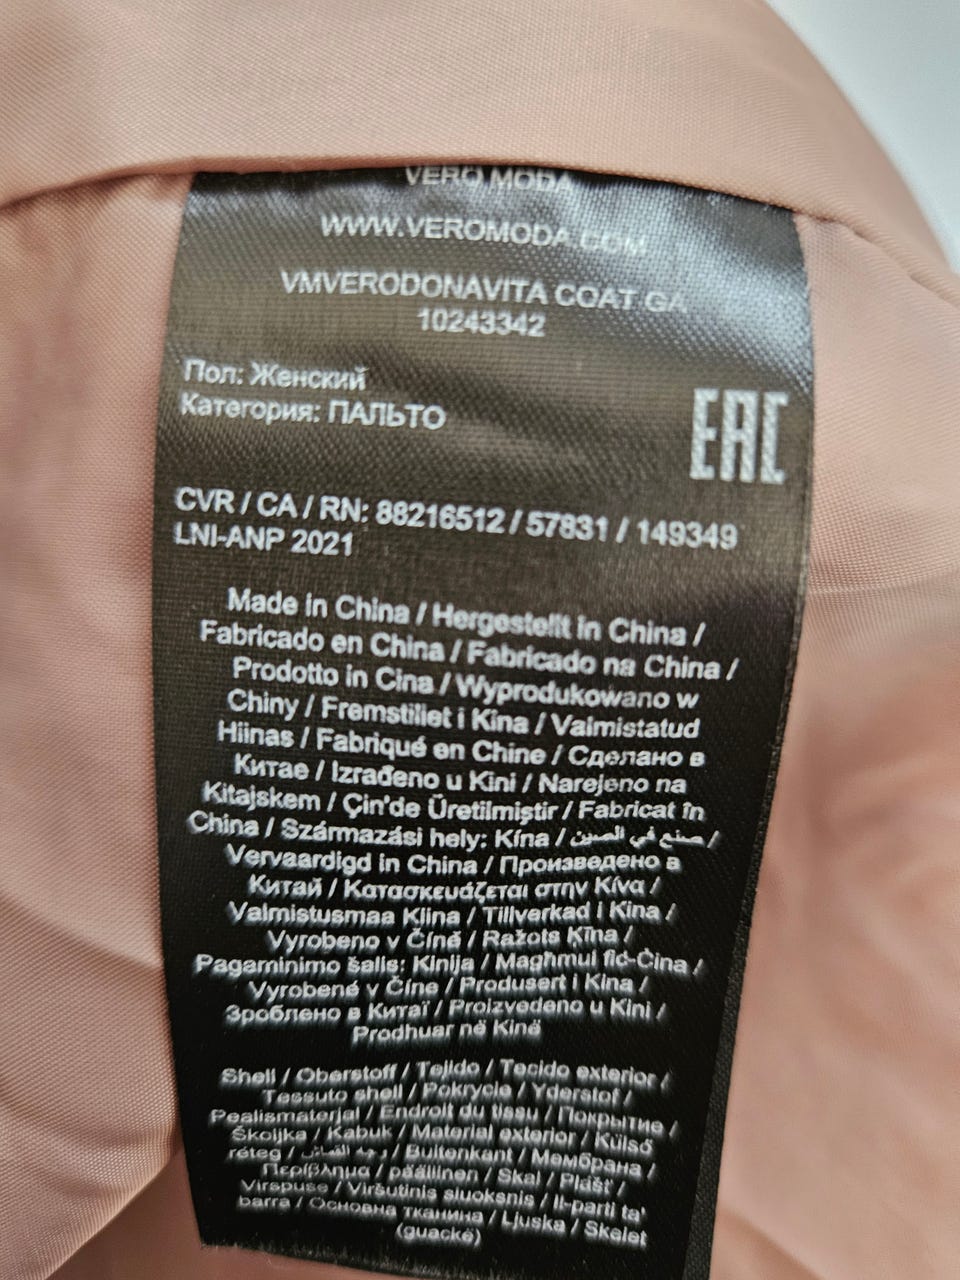 VERO MODA
WWW.VEROMODA.COM
VMVERODONAVITA COAT GA
10243342
Пол: Женский
Категория: ПАЛЬТО
EAC
CVR / CA / RN: 88216512 / 57831 / 149349
LNI-ANP 2021
Made in China / Hergestellt in China /
Fabricado en China / Fabricado na China /
Prodotto in Cina / Wyprodukowano w
Chiny / Fremstillet i Kina / Valmistatud
Hiinas / Fabriqué en Chine / Сделано в
Китае / Izrađeno u Kini / Narejeno na
Kitajskem / Çin'de Üretilmiştir / Fabricat în
China / Származási hely: Kína / صنع في الصين /
Vervaardigd in China / Произведено в
Китай / Κατασκευάζεται στην Κίνα /
Valmistusmaa Kiina / Tillverkad i Kina /
Vyrobeno v Číně / Ražots Ķīna /
Pagaminimo šalis: Kinija / Magħmul fiċ-Ċina /
Vyrobené v Číne / Produsert i Kina /
Зроблено в Китаї / Proizvedeno u Kini /
Prodhuar në Kinë
Shell / Oberstoff / Tejido / Tecido exterior /
Tessuto shell / Pokrycie / Yderstof /
Pealismaterjal / Endroit du tissu / Покрытие /
Školjka / Kabuk / Material exterior / Külső
réteg / وجه القماش / Buitenkant / Мембрана /
Περίβλημα / päällinen / Skal / Plášť /
Virspuse / Viršutinis sluoksnis / Il-parti ta'
barra / Основна тканина / Ljuska / Skelet
(guackë)